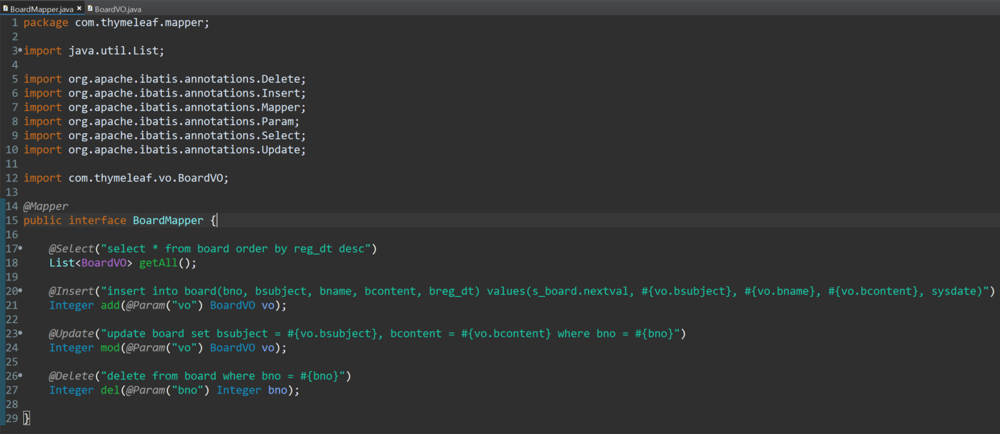 BoardMapper.java × BoardVO.java
1 package com.thymeleaf.mapper;
2
3 import java.util.List;
4
5 import org.apache.ibatis.annotations.Delete;
6 import org.apache.ibatis.annotations.Insert;
7 import org.apache.ibatis.annotations.Mapper;
8 import org.apache.ibatis.annotations.Param;
9 import org.apache.ibatis.annotations.Select;
10 import org.apache.ibatis.annotations.Update;
11
12 import com.thymeleaf.vo.BoardVO;
13
14 @Mapper
15 public interface BoardMapper {
16
17     @Select("select * from board order by reg_dt desc")
18     List<BoardVO> getAll();
19
20     @Insert("insert into board(bno, bsubject, bname, bcontent, breg_dt) values(s_board.nextval, #{vo.bsubject}, #{vo.bname}, #{vo.bcontent}, sysdate)")
21     Integer add(@Param("vo") BoardVO vo);
22
23     @Update("update board set bsubject = #{vo.bsubject}, bcontent = #{vo.bcontent} where bno = #{bno}")
24     Integer mod(@Param("vo") BoardVO vo);
25
26     @Delete("delete from board where bno = #{bno}")
27     Integer del(@Param("bno") Integer bno);
28
29 }